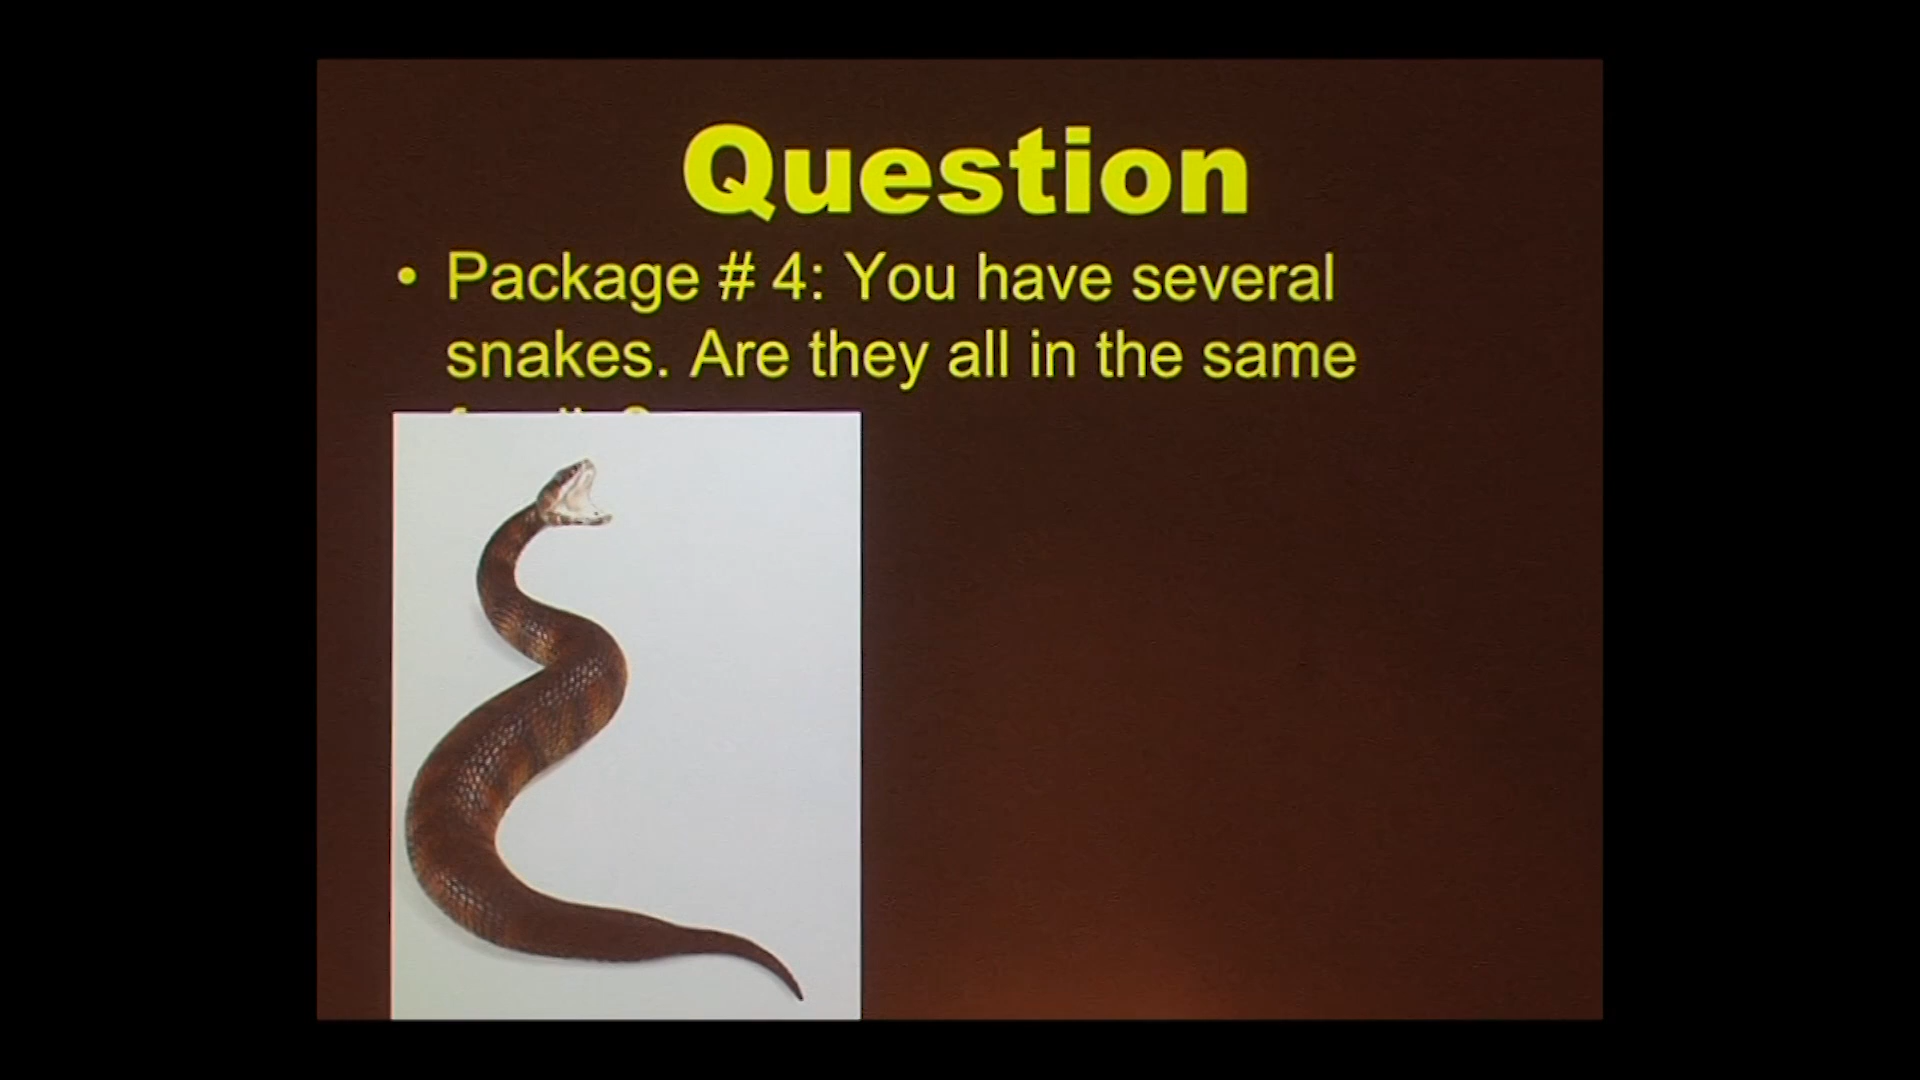 Question
• Package # 4: You have several
snakes. Are they all in the same